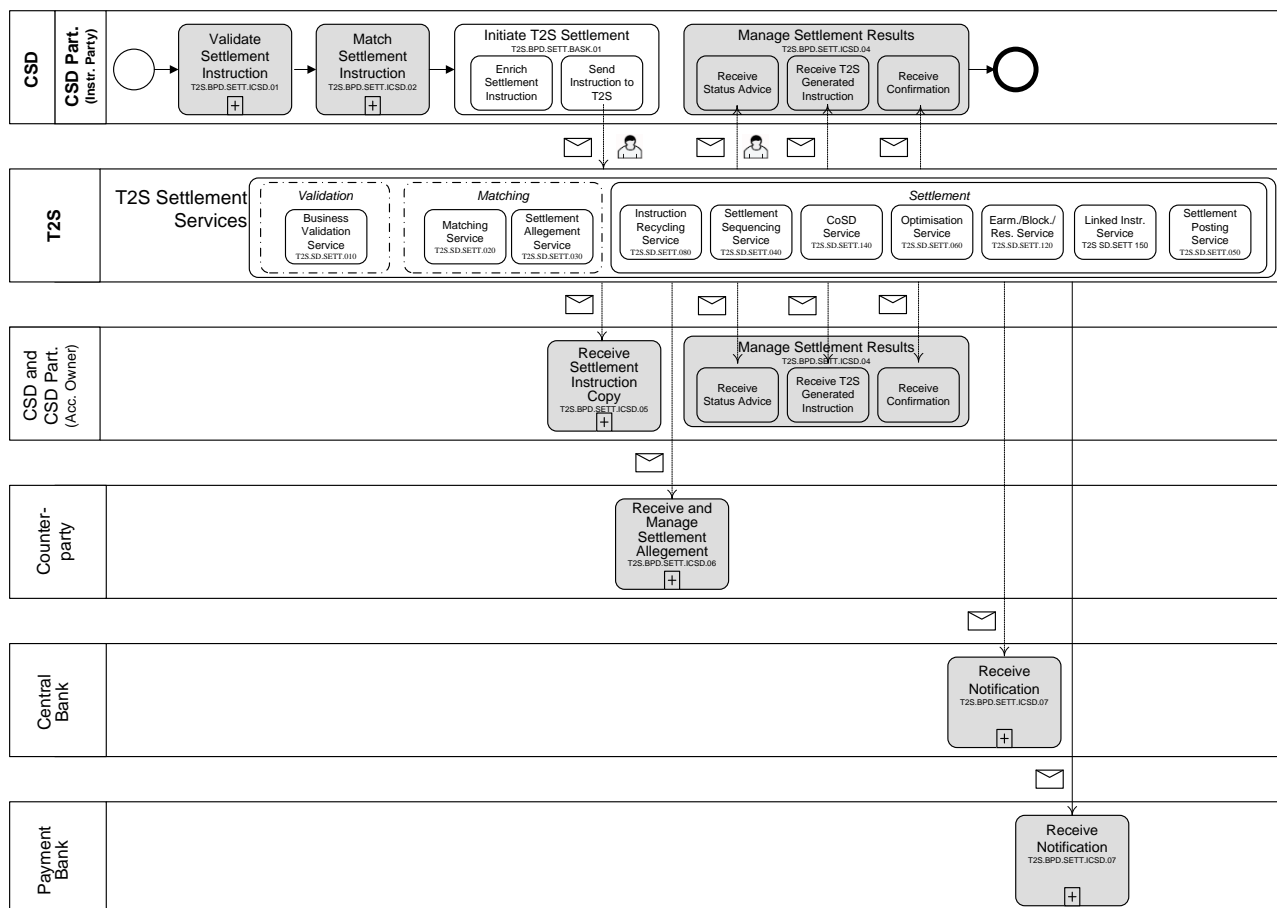 CSD
CSD Part.
(Instr. Party)
Validate
Settlement
Instruction
T2S.BPD.SETT.ICSD.01
+
Match
Settlement
Instruction
T2S.BPD.SETT.ICSD.02
+
Initiate T2S Settlement
T2S.BPD.SETT.BASK.01
Enrich
Settlement
Instruction
Send
Instruction to
T2S
Manage Settlement Results
T2S.BPD.SETT.ICSD.04
Receive
Status Advice
Receive T2S
Generated
Instruction
Receive
Confirmation
T2S
T2S Settlement
Services
Validation
Business
Validation
Service
T2S.SD.SETT.010
Matching
Matching
Service
T2S.SD.SETT.020
Settlement
Allegement
Service
T2S.SD.SETT.030
Settlement
Instruction
Recycling
Service
T2S.SD.SETT.080
Settlement
Sequencing
Service
T2S.SD.SETT.040
CoSD
Service
T2S.SD.SETT.140
Optimisation
Service
T2S.SD.SETT.060
Earm./Block./
Res. Service
T2S.SD.SETT.120
Linked Instr.
Service
T2S SD.SETT 150
Settlement
Posting
Service
T2S.SD.SETT.050
CSD and
CSD Part.
(Acc. Owner)
Receive
Settlement
Instruction
Copy
T2S.BPD.SETT.ICSD.05
+
Manage Settlement Results
T2S.BPD.SETT.ICSD.04
Receive
Status Advice
Receive T2S
Generated
Instruction
Receive
Confirmation
Counter-
party
Receive and
Manage
Settlement
Allegement
T2S.BPD.SETT.ICSD.06
+
Central
Bank
Receive
Notification
T2S.BPD.SETT.ICSD.07
+
Payment
Bank
Receive
Notification
T2S.BPD.SETT.ICSD.07
+